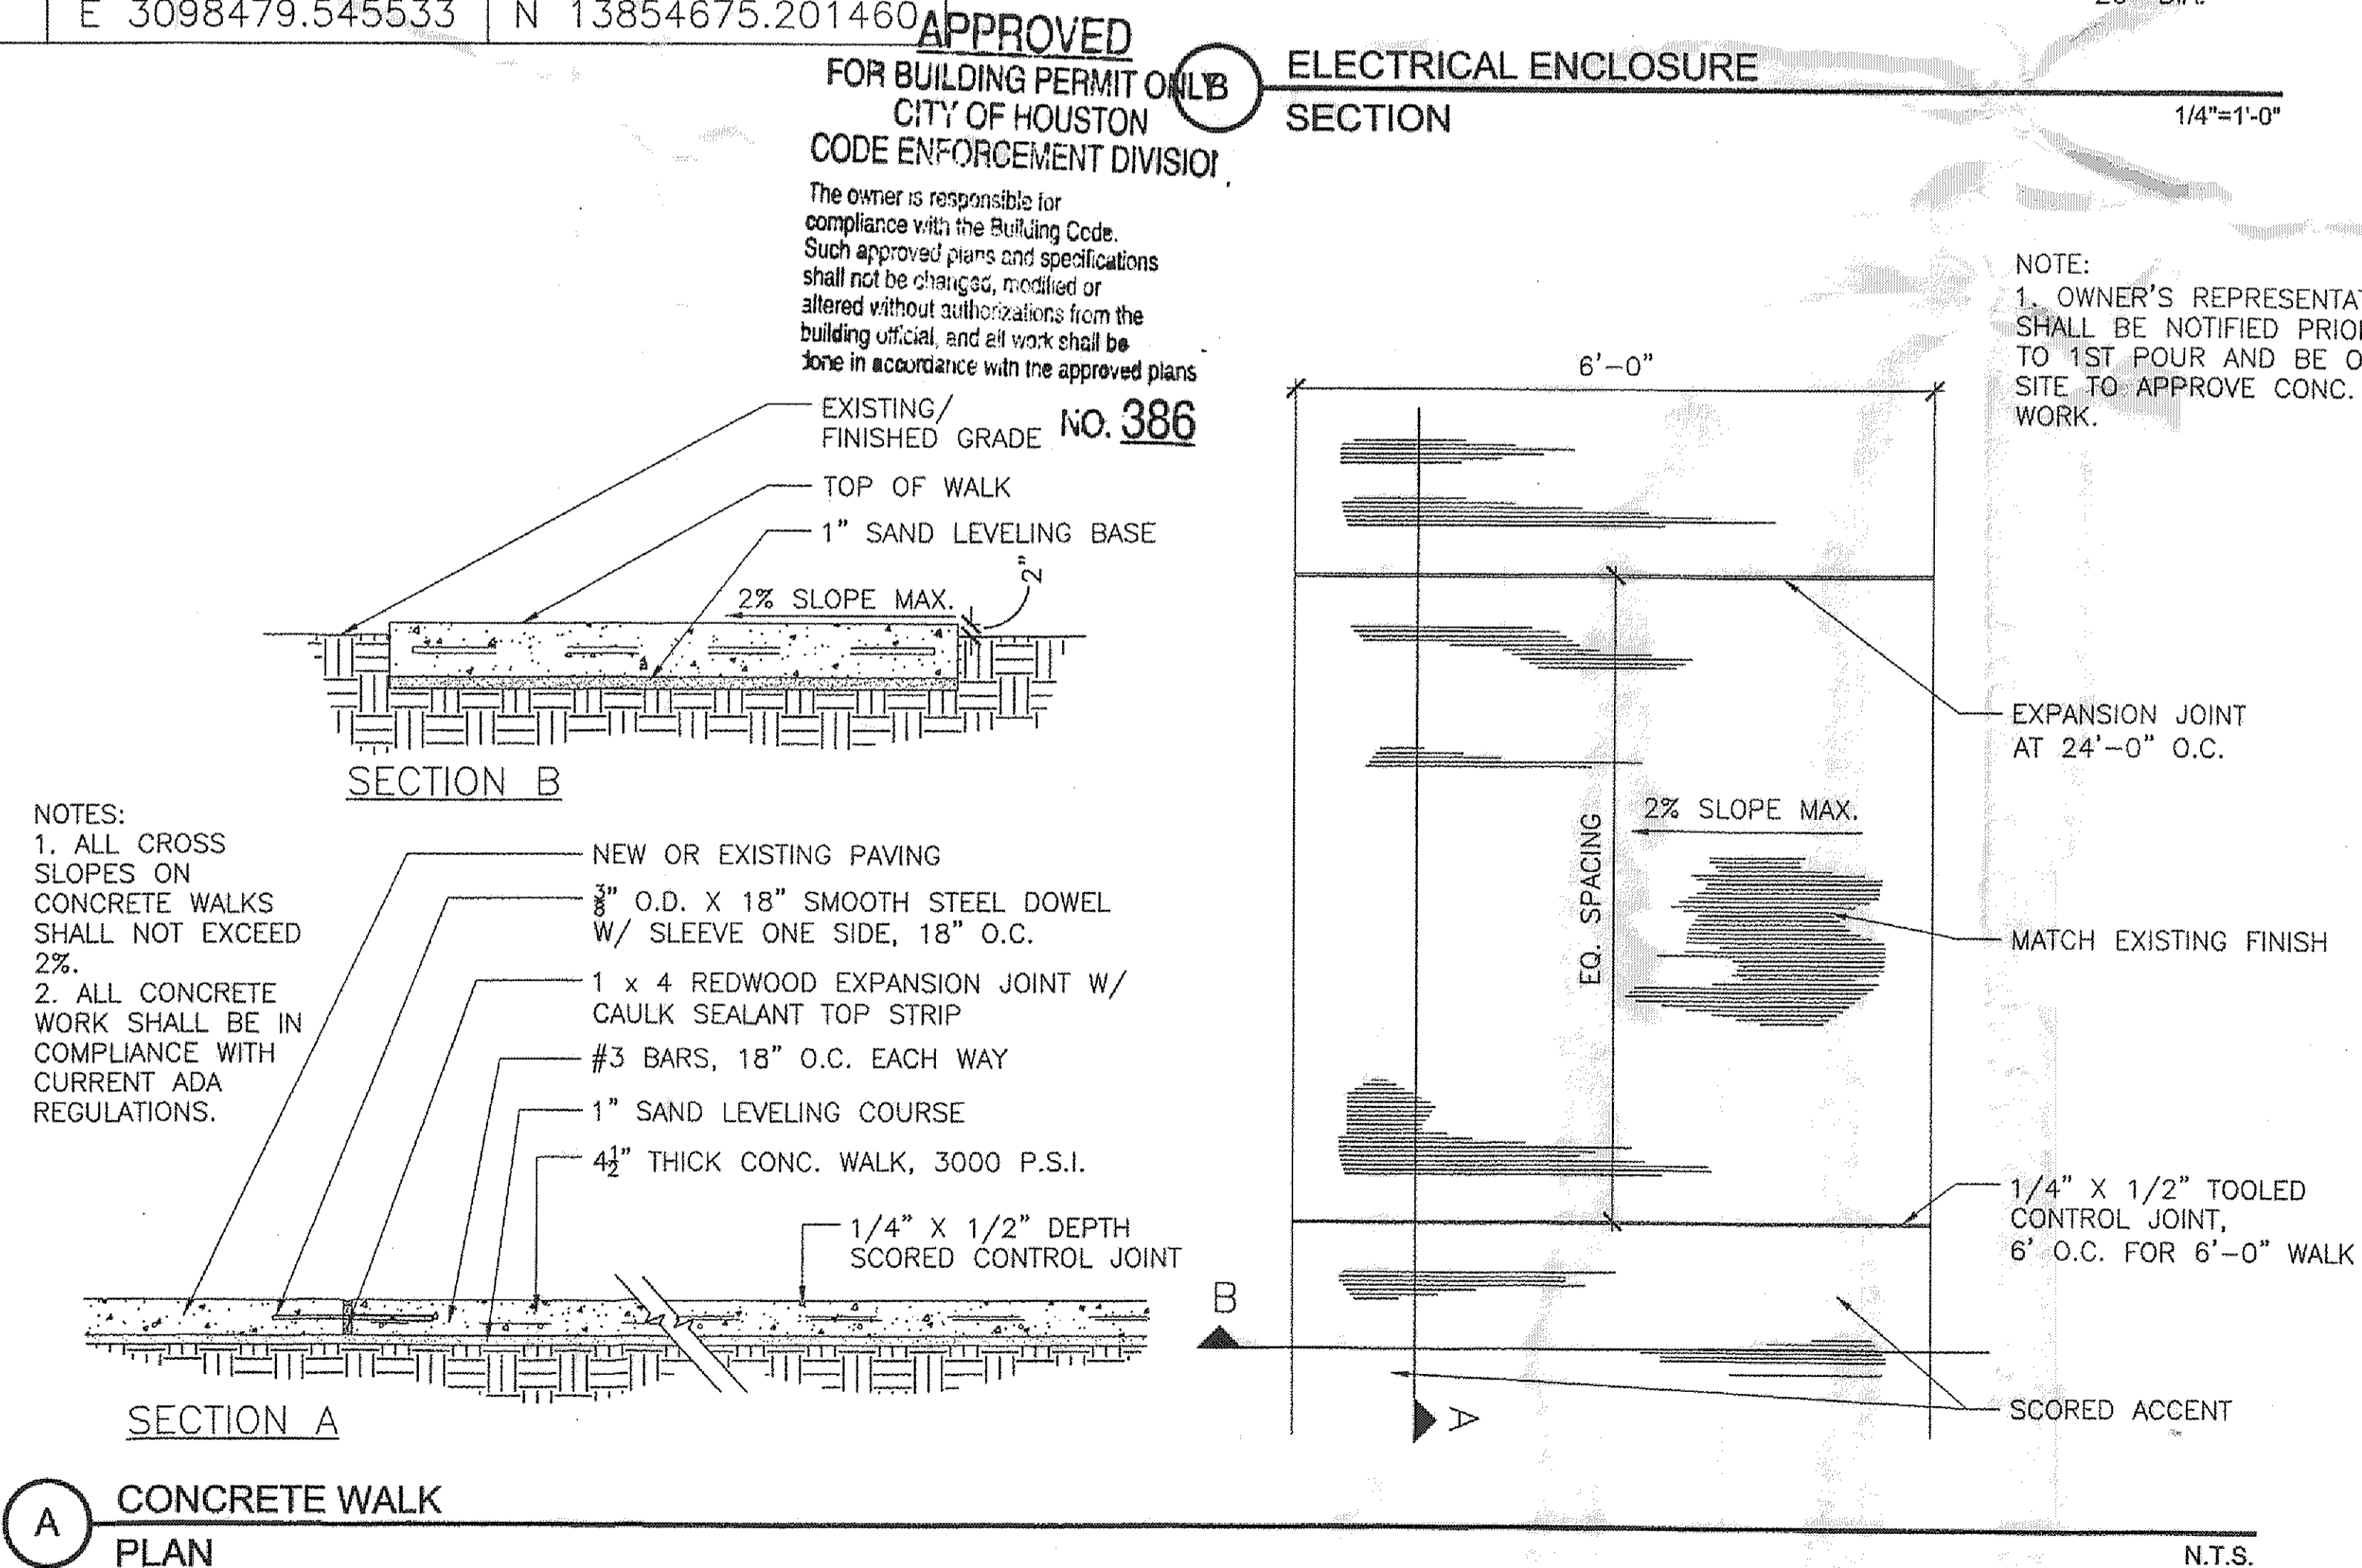 E 3098479.545533 N 13854675.201460
APPROVED
FOR BUILDING PERMIT ONLY
CITY OF HOUSTON
CODE ENFORCEMENT DIVISION
The owner is responsible for
compliance with the Building Code.
Such approved plans and specifications
shall not be changed, modified or
altered without authorizations from the
building official, and all work shall be
done in accordance with the approved plans
NO. 386
B
ELECTRICAL ENCLOSURE
SECTION
1/4"=1'-0"
NOTE:
1. OWNER'S REPRESENTAT
SHALL BE NOTIFIED PRIOR
TO 1ST POUR AND BE O
SITE TO APPROVE CONC.
WORK.
EXISTING/
FINISHED GRADE
TOP OF WALK
1" SAND LEVELING BASE
2"
2% SLOPE MAX.
SECTION B
NOTES:
1. ALL CROSS
SLOPES ON
CONCRETE WALKS
SHALL NOT EXCEED
2%.
2. ALL CONCRETE
WORK SHALL BE IN
COMPLIANCE WITH
CURRENT ADA
REGULATIONS.
NEW OR EXISTING PAVING
3/8" O.D. X 18" SMOOTH STEEL DOWEL
W/ SLEEVE ONE SIDE, 18" O.C.
1 x 4 REDWOOD EXPANSION JOINT W/
CAULK SEALANT TOP STRIP
#3 BARS, 18" O.C. EACH WAY
1" SAND LEVELING COURSE
4 1/2" THICK CONC. WALK, 3000 P.S.I.
1/4" X 1/2" DEPTH
SCORED CONTROL JOINT
SECTION A
6'-0"
EXPANSION JOINT
AT 24'-0" O.C.
2% SLOPE MAX.
EQ. SPACING
MATCH EXISTING FINISH
1/4" X 1/2" TOOLED
CONTROL JOINT,
6' O.C. FOR 6'-0" WALK
B
A
SCORED ACCENT
A
CONCRETE WALK
PLAN
N.T.S.